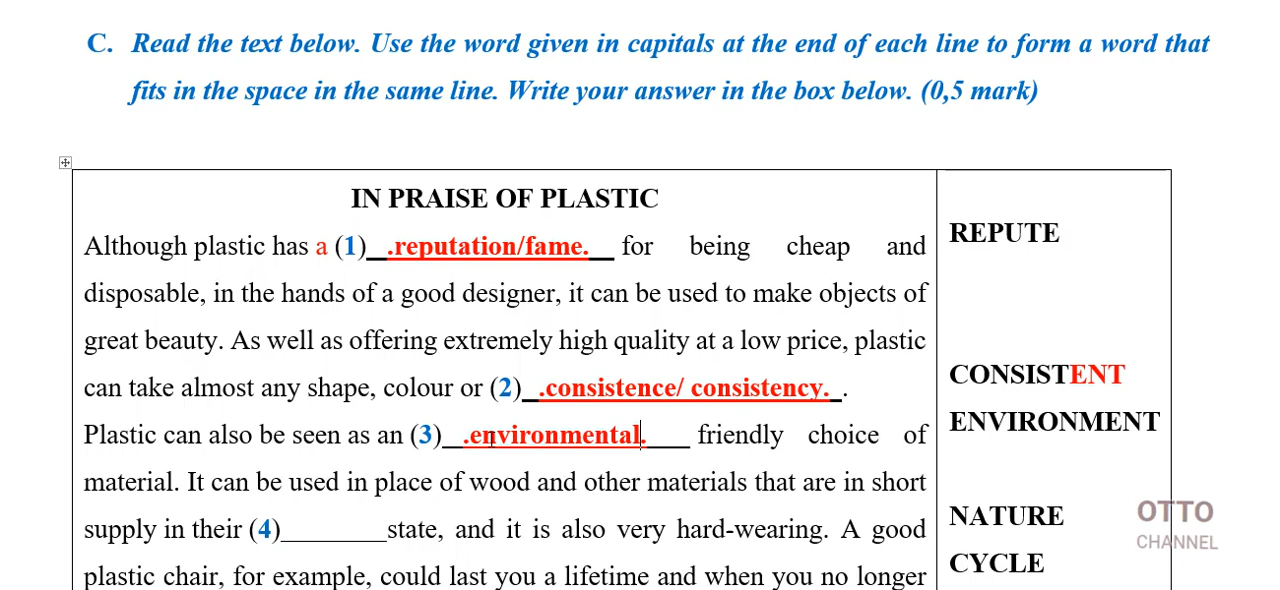 C. Read the text below. Use the word given in capitals at the end of each line to form a word that
fits in the space in the same line. Write your answer in the box below. (0,5 mark)
IN PRAISE OF PLASTIC
Although plastic has a (1)__.reputation/fame.__ for being cheap and
REPUTE
disposable, in the hands of a good designer, it can be used to make objects of
great beauty. As well as offering extremely high quality at a low price, plastic
can take almost any shape, colour or (2)_.consistence/ consistency._.
CONSISTENT
Plastic can also be seen as an (3)__.environmental.___ friendly choice of
ENVIRONMENT
material. It can be used in place of wood and other materials that are in short
supply in their (4)________state, and it is also very hard-wearing. A good
NATURE
plastic chair, for example, could last you a lifetime and when you no longer
CYCLE
OTTO
CHANNEL